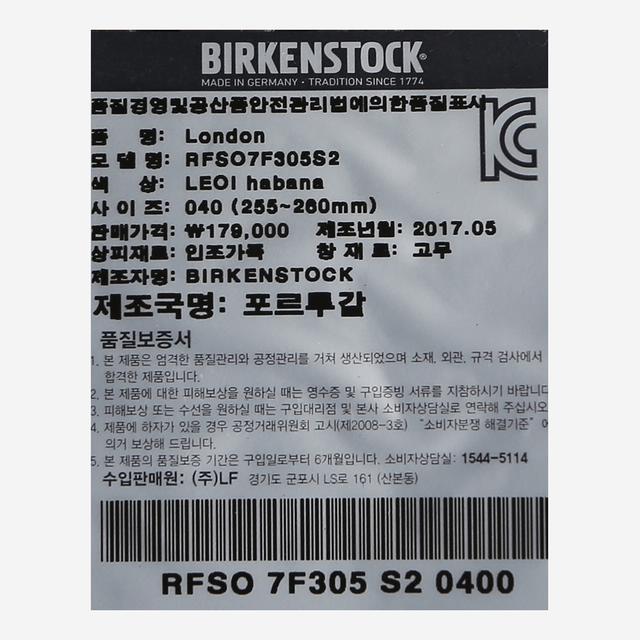 BIRKENSTOCK®
MADE IN GERMANY · TRADITION SINCE 1774
품질경영및공산품안전관리법에의한품질표시
품 명: London
모델명: RFSO7F305S2
색 상: LEOI habana
사이즈: 040 (255~260mm)
판매가격: ₩179,000 제조년월: 2017.05
상피재료: 인조가죽 창재료: 고무
제조자명: BIRKENSTOCK
제조국명: 포르투갈
품질보증서
1. 본 제품은 엄격한 품질관리와 공정관리를 거쳐 생산되었으며 소재, 외관, 규격 검사에서
합격한 제품입니다.
2. 본 제품에 대한 피해보상을 원하실 때는 영수증 및 구입증빙 서류를 지참하시기 바랍니다
3. 피해보상 또는 수선을 원하실 때는 구입대리점 및 본사 소비자상담실로 연락해 주십시오
4. 제품에 하자가 있을 경우 공정거래위원회 고시(제2008-3호) "소비자분쟁 해결기준" 에
의거 보상해 드립니다.
5. 본 제품의 품질보증 기간은 구입일로부터 6개월입니다. 소비자상담실: 1544-5114
수입판매원: (주)LF 경기도 군포시 LS로 161 (산본동)
RFSO 7F305 S2 0400